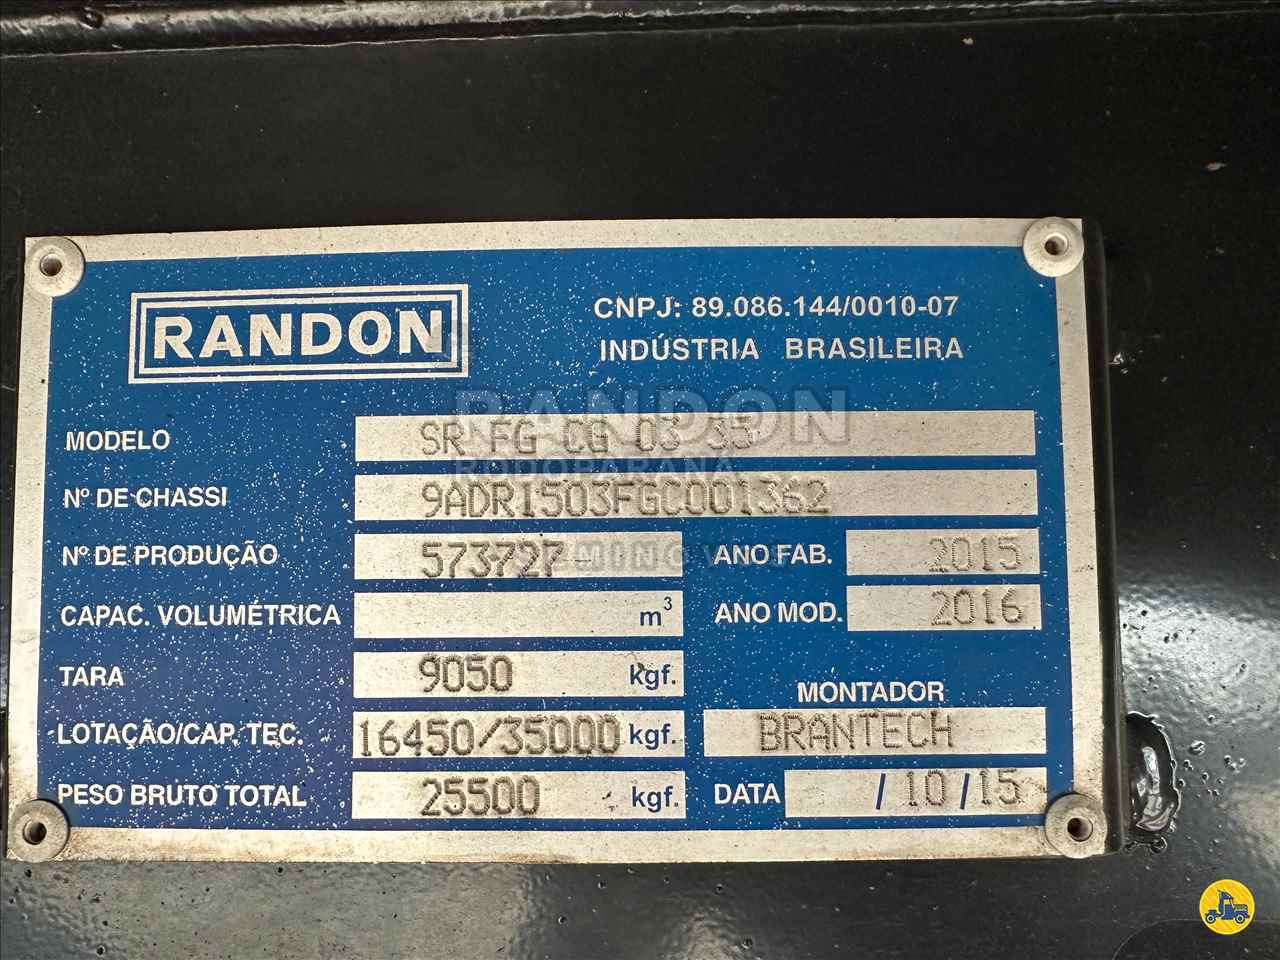 RANDON
CNPJ: 89.086.144/0010-07
INDÚSTRIA BRASILEIRA
RANDON
RODOPARANÁ
SEMINOVOS
MODELO SR FG CG 03 35
Nº DE CHASSI 9ADR1503FGC001362
Nº DE PRODUÇÃO 573727 ANO FAB. 2015
CAPAC. VOLUMÉTRICA m³ ANO MOD. 2016
TARA 9050 kgf.
MONTADOR
LOTAÇÃO/CAP. TEC. 16450/35000 kgf. BRANTECH
PESO BRUTO TOTAL 25500 kgf. DATA /10/15